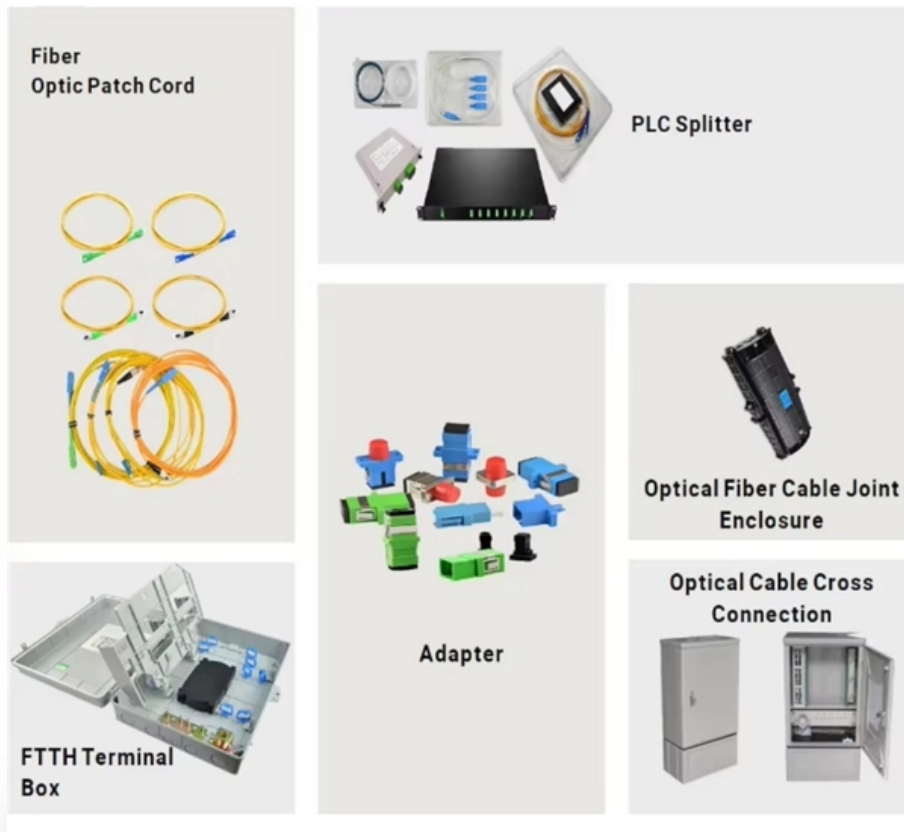 Fiber
Optic Patch Cord
PLC Splitter
Optical Fiber Cable Joint
Enclosure
Adapter
Optical Cable Cross
Connection
FTTH Terminal
Box